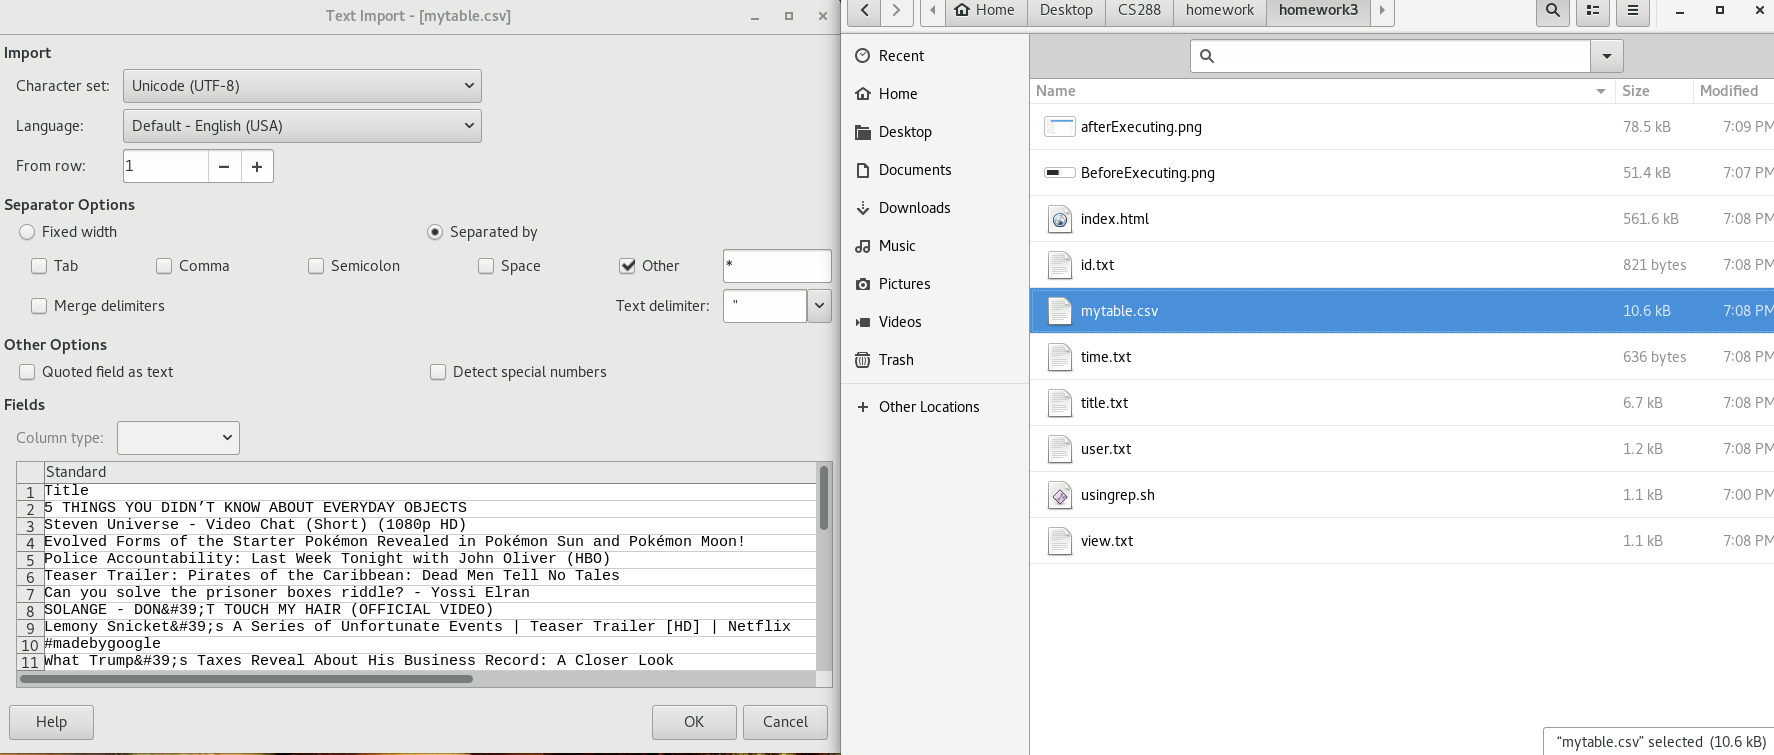 Text Import - [mytable.csv]
Import
Character set: Unicode (UTF-8)
Language: Default - English (USA)
From row: 1
Separator Options
Fixed width Separated by
Tab Comma Semicolon Space Other *
Merge delimiters Text delimiter: "
Other Options
Quoted field as text Detect special numbers
Fields
Column type:
Standard
1 Title
2 5 THINGS YOU DIDN’T KNOW ABOUT EVERYDAY OBJECTS
3 Steven Universe - Video Chat (Short) (1080p HD)
4 Evolved Forms of the Starter Pokémon Revealed in Pokémon Sun and Pokémon Moon!
5 Police Accountability: Last Week Tonight with John Oliver (HBO)
6 Teaser Trailer: Pirates of the Caribbean: Dead Men Tell No Tales
7 Can you solve the prisoner boxes riddle? - Yossi Elran
8 SOLANGE - DON&#39;T TOUCH MY HAIR (OFFICIAL VIDEO)
9 Lemony Snicket&#39;s A Series of Unfortunate Events | Teaser Trailer [HD] | Netflix
10 #madebygoogle
11 What Trump&#39;s Taxes Reveal About His Business Record: A Closer Look
Help OK Cancel
Home Desktop CS288 homework homework3
Recent
Home
Desktop
Documents
Downloads
Music
Pictures
Videos
Trash
+ Other Locations
Name Size Modified
afterExecuting.png 78.5 kB 7:09 PM
BeforeExecuting.png 51.4 kB 7:07 PM
index.html 561.6 kB 7:08 PM
id.txt 821 bytes 7:08 PM
mytable.csv 10.6 kB 7:08 PM
time.txt 636 bytes 7:08 PM
title.txt 6.7 kB 7:08 PM
user.txt 1.2 kB 7:08 PM
usingrep.sh 1.1 kB 7:00 PM
view.txt 1.1 kB 7:08 PM
“mytable.csv” selected (10.6 kB)